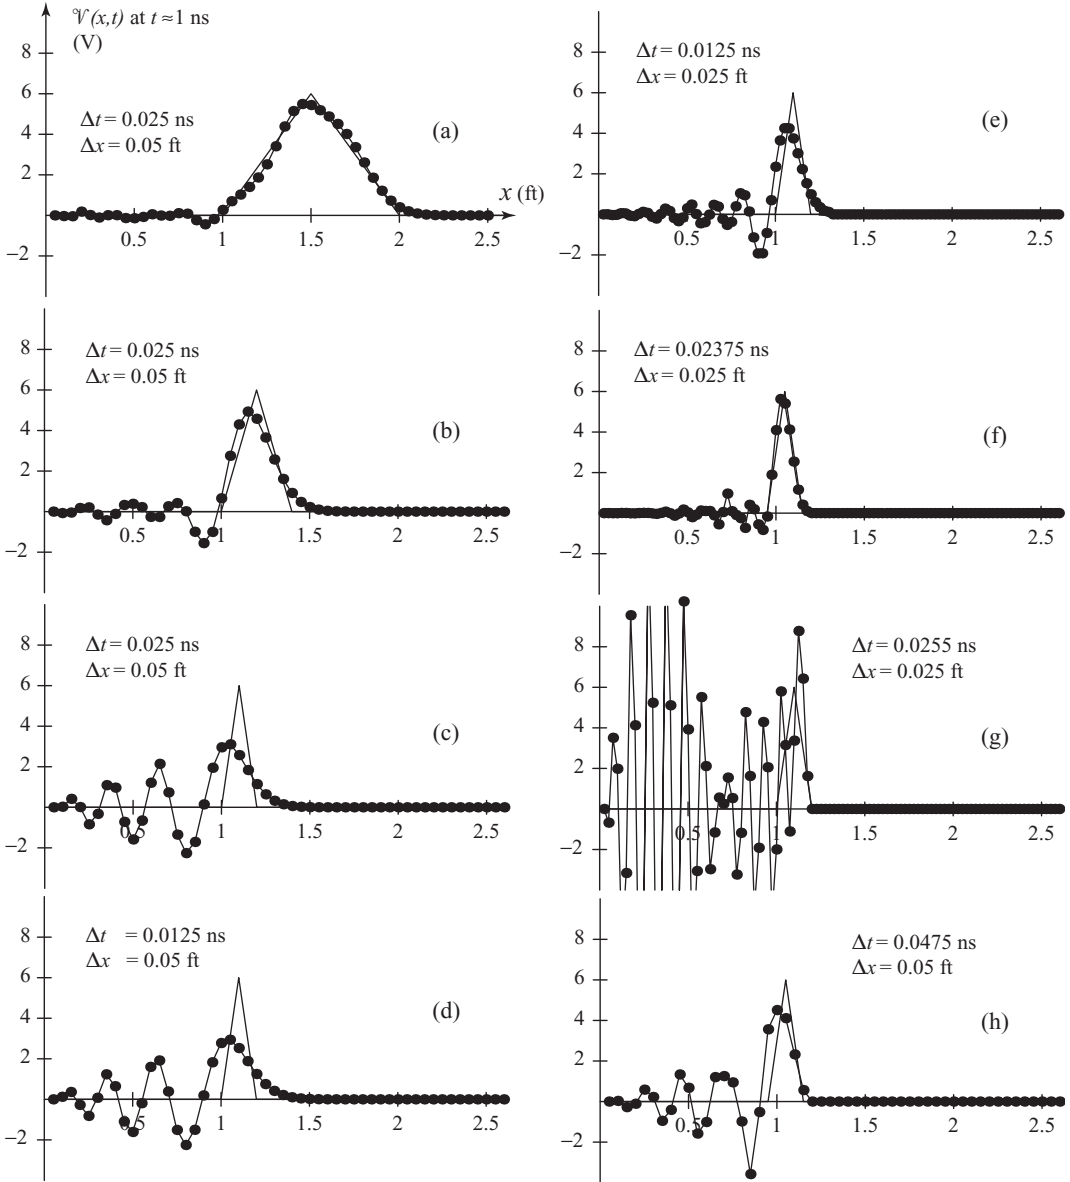 𝒱(x,t) at t ≈ 1 ns
(V)
8
6
4
2
−2
Δt = 0.025 ns
Δx = 0.05 ft
(a)
x (ft)
0.5 1 1.5 2 2.5
8
6
4
2
−2
Δt = 0.025 ns
Δx = 0.05 ft
(b)
0.5 1 1.5 2 2.5
8
6
4
2
−2
Δt = 0.025 ns
Δx = 0.05 ft
(c)
0.5 1 1.5 2 2.5
8
6
4
2
−2
Δt = 0.0125 ns
Δx = 0.05 ft
(d)
0.5 1 1.5 2 2.5
8
6
4
2
−2
Δt = 0.0125 ns
Δx = 0.025 ft
(e)
0.5 1 1.5 2 2.5
8
6
4
2
−2
Δt = 0.02375 ns
Δx = 0.025 ft
(f)
0.5 1 1.5 2 2.5
8
6
4
2
−2
Δt = 0.0255 ns
Δx = 0.025 ft
(g)
0.5 1 1.5 2 2.5
8
6
4
2
−2
Δt = 0.0475 ns
Δx = 0.05 ft
(h)
0.5 1 1.5 2 2.5